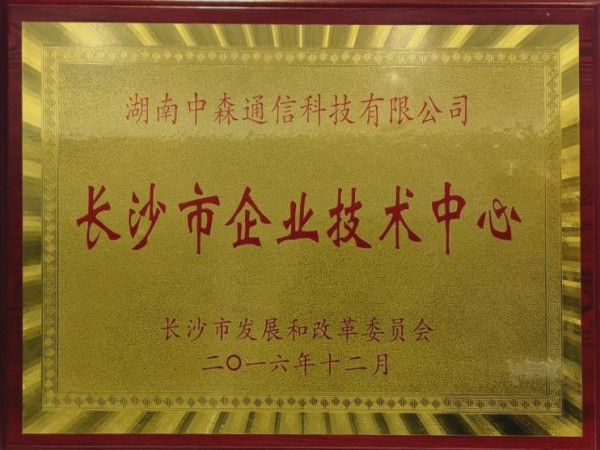 湖南中森通信科技有限公司
长沙市企业技术中心
长沙市发展和改革委员会
二〇一六年十二月